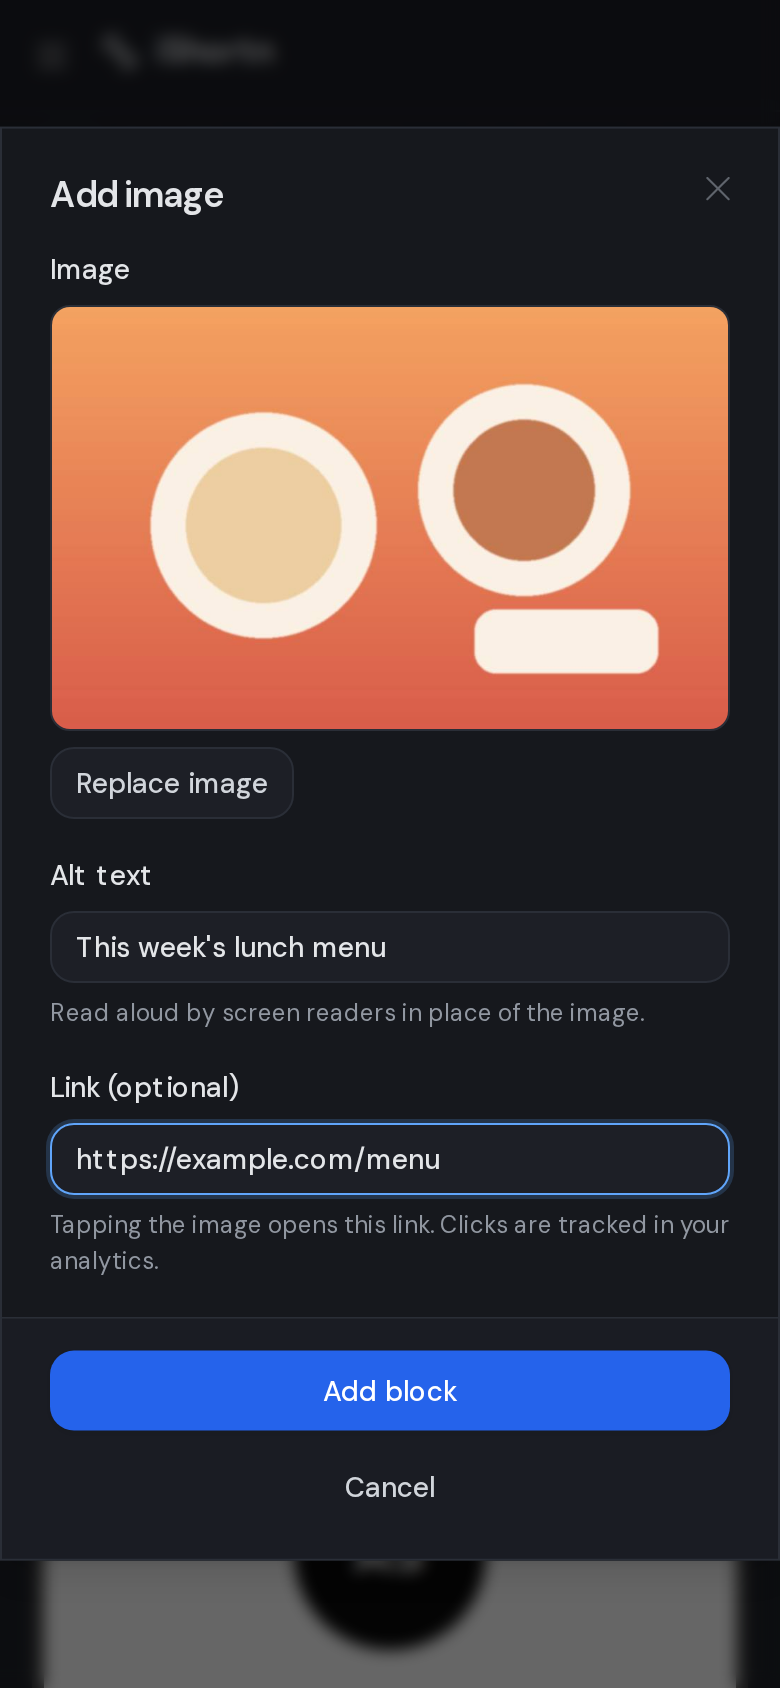 Add image
Image
Replace image
Alt text
This week's lunch menu
Read aloud by screen readers in place of the image.
Link (optional)
https://example.com/menu
Tapping the image opens this link. Clicks are tracked in your
analytics.
Add block
Cancel